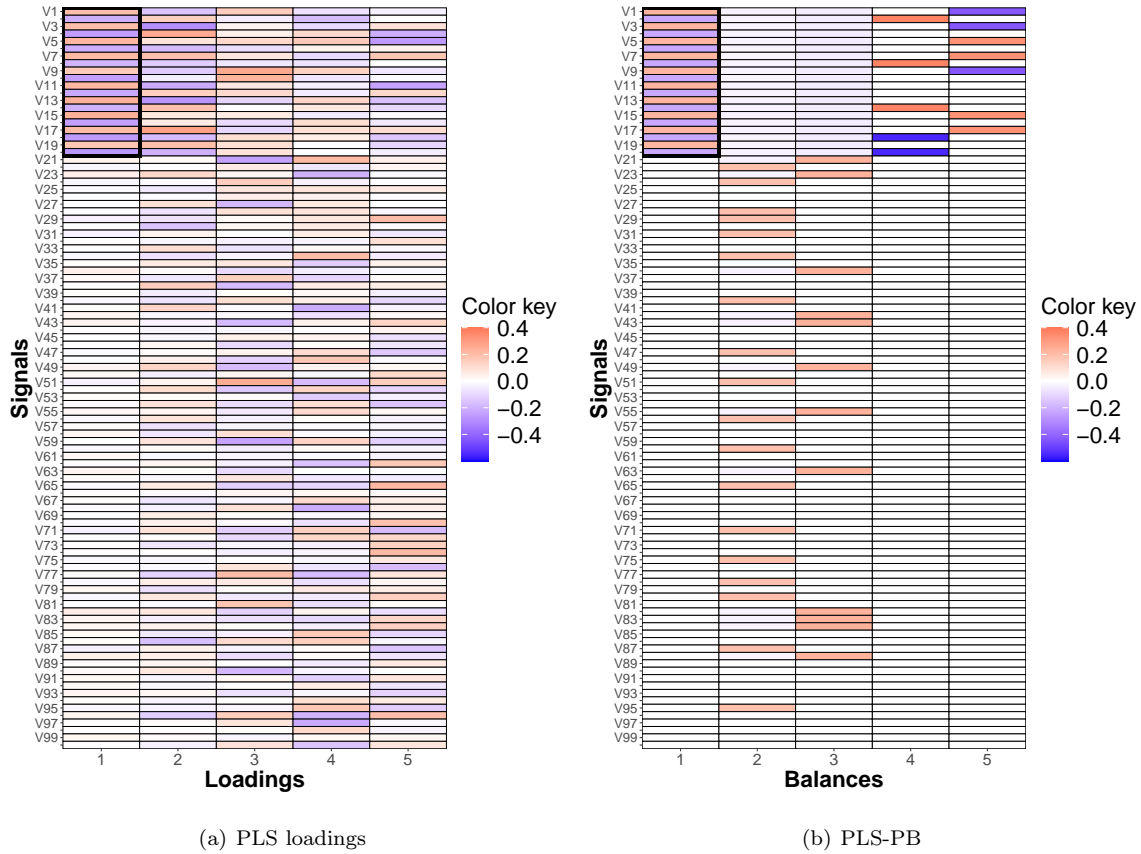 V1
V3
V5
V7
V9
V11
V13
V15
V17
V19
V21
V23
V25
V27
V29
V31
V33
V35
V37
V39
V41
V43
V45
V47
V49
V51
V53
V55
V57
V59
V61
V63
V65
V67
V69
V71
V73
V75
V77
V79
V81
V83
V85
V87
V89
V91
V93
V95
V97
V99
Signals
1 2 3 4 5
Loadings
Color key
0.4
0.2
0.0
−0.2
−0.4
(a) PLS loadings
V1
V3
V5
V7
V9
V11
V13
V15
V17
V19
V21
V23
V25
V27
V29
V31
V33
V35
V37
V39
V41
V43
V45
V47
V49
V51
V53
V55
V57
V59
V61
V63
V65
V67
V69
V71
V73
V75
V77
V79
V81
V83
V85
V87
V89
V91
V93
V95
V97
V99
Signals
1 2 3 4 5
Balances
Color key
0.4
0.2
0.0
−0.2
−0.4
(b) PLS-PB